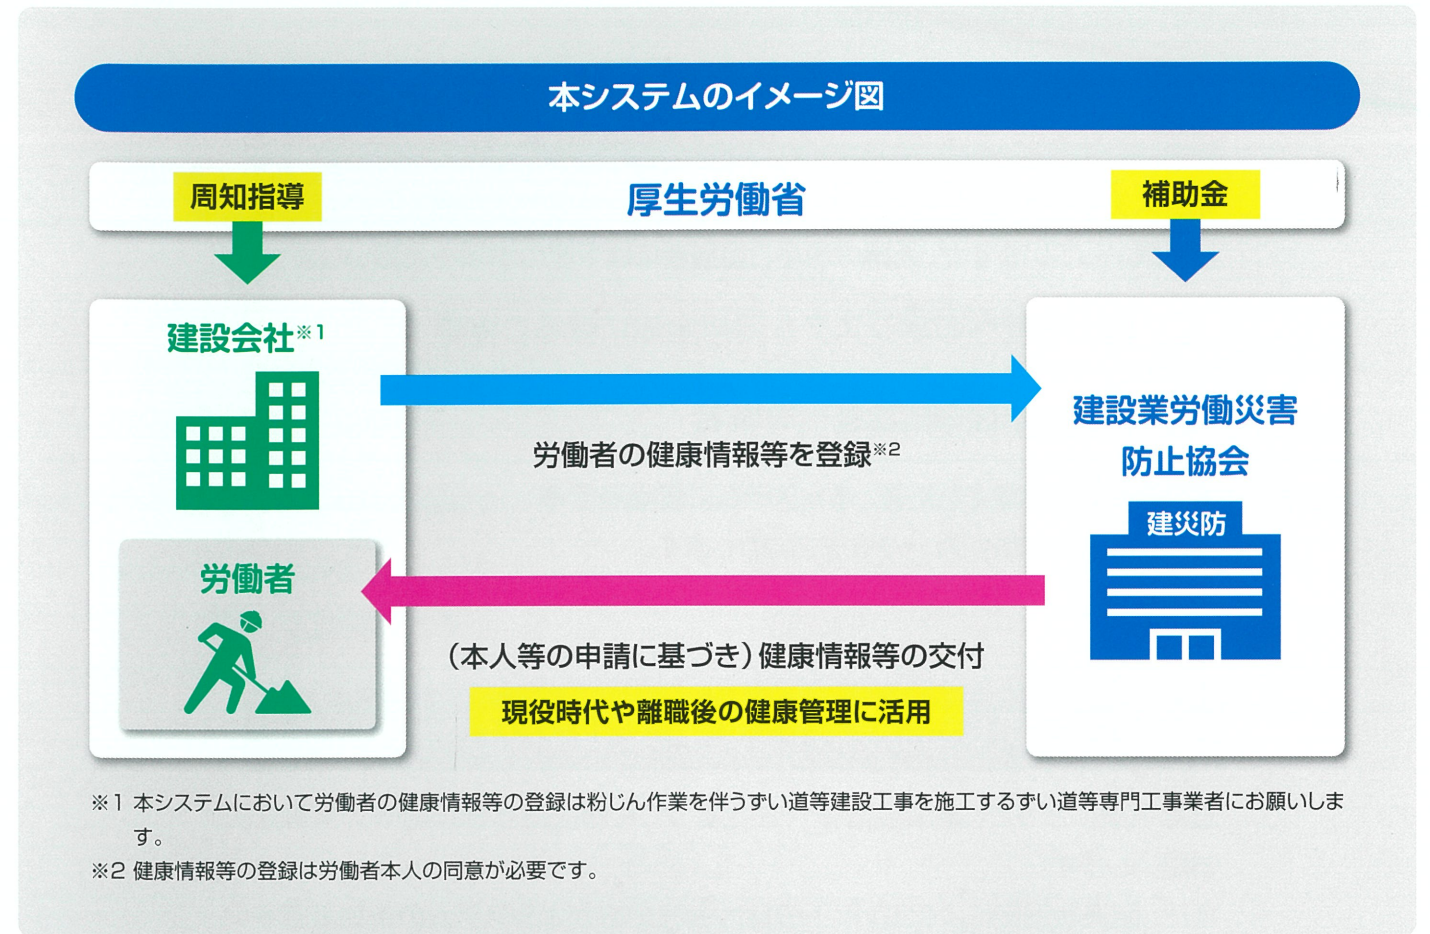 本システムのイメージ図
周知指導
厚生労働省
補助金
建設会社※1
労働者の健康情報等を登録※2
建設業労働災害
防止協会
建災防
労働者
（本人等の申請に基づき）健康情報等の交付
現役時代や離職後の健康管理に活用
※1 本システムにおいて労働者の健康情報等の登録は粉じん作業を伴うずい道等建設工事を施工するずい道等専門工事業者にお願いしま
す。
※2 健康情報等の登録は労働者本人の同意が必要です。